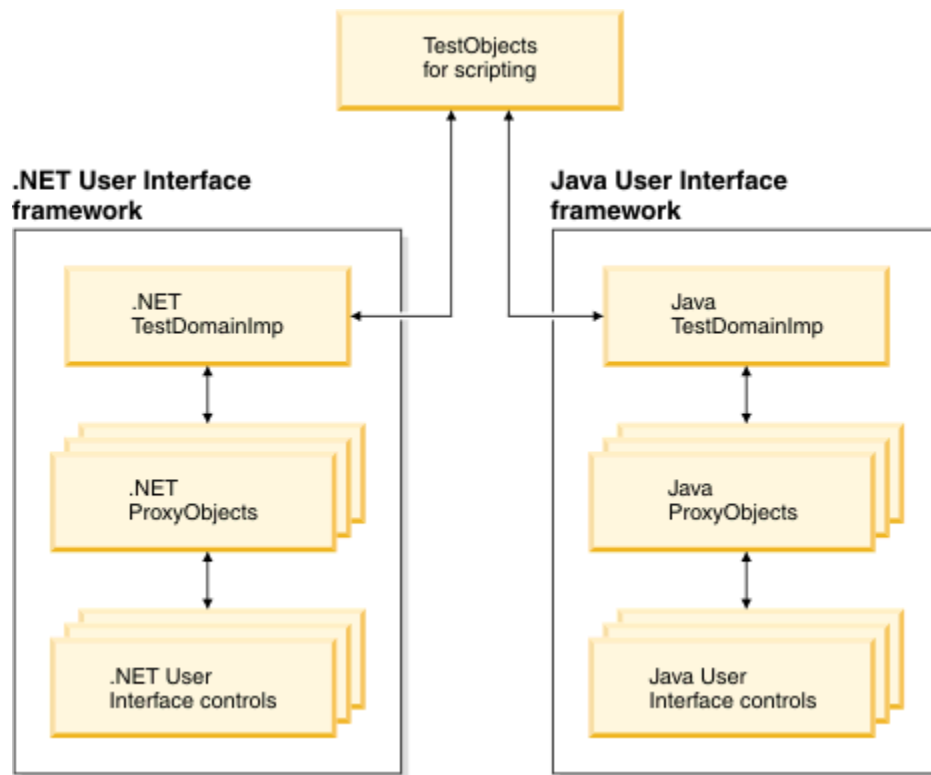 TestObjects
for scripting
.NET User Interface
framework
.NET
TestDomainImp
.NET
ProxyObjects
.NET User
Interface controls
Java User Interface
framework
Java
TestDomainImp
Java
ProxyObjects
Java User
Interface controls